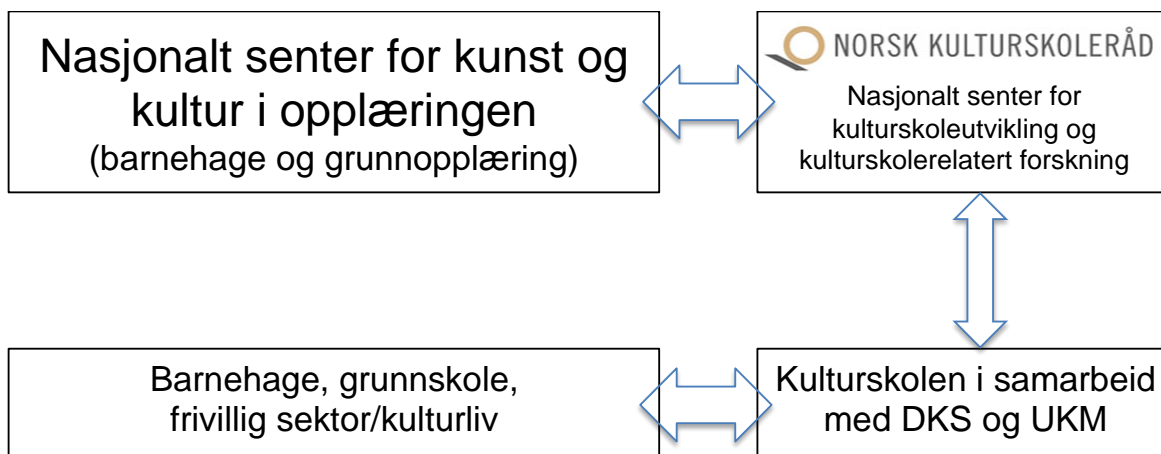 Nasjonalt senter for kunst og
kultur i opplæringen
(barnehage og grunnopplæring)
NORSK KULTURSKOLERÅD
Nasjonalt senter for
kulturskoleutvikling og
kulturskolerelatert forskning
Barnehage, grunnskole,
frivillig sektor/kulturliv
Kulturskolen i samarbeid
med DKS og UKM